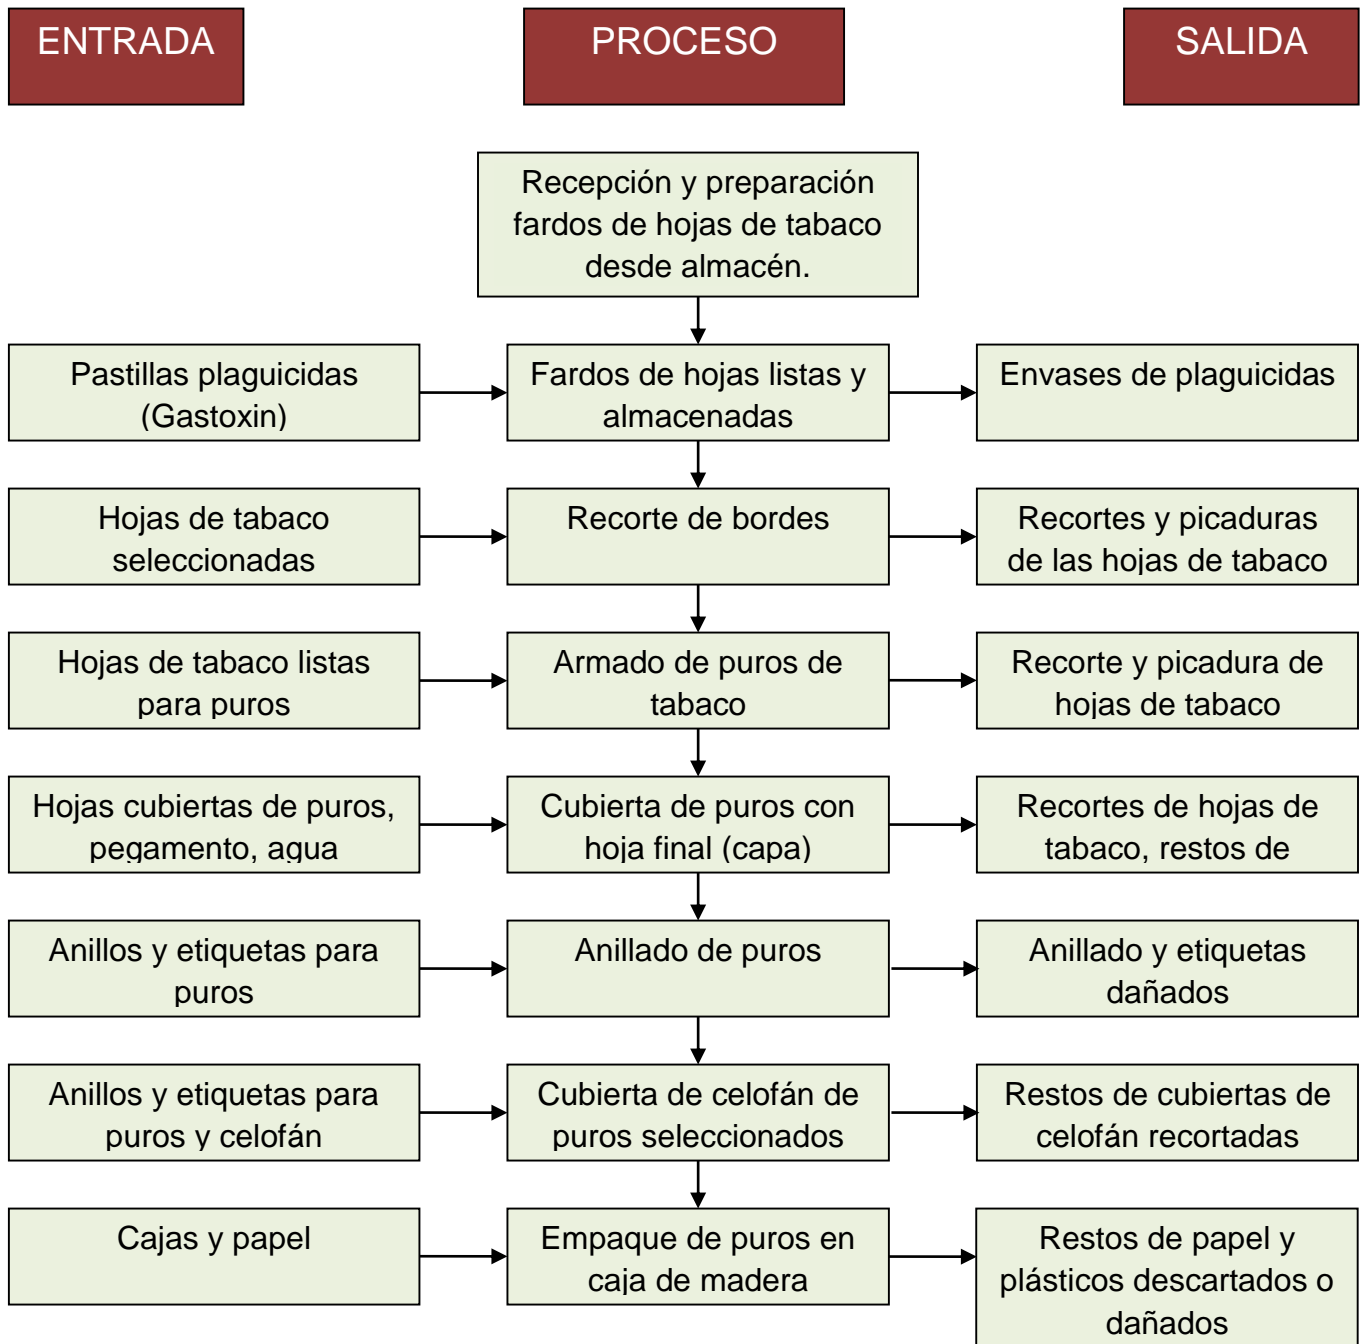 ENTRADA
PROCESO
SALIDA
Recepción y preparación
fardos de hojas de tabaco
desde almacén.
Pastillas plaguicidas
(Gastoxin)
Fardos de hojas listas y
almacenadas
Envases de plaguicidas
Hojas de tabaco
seleccionadas
Recorte de bordes
Recortes y picaduras
de las hojas de tabaco
Hojas de tabaco listas
para puros
Armado de puros de
tabaco
Recorte y picadura de
hojas de tabaco
Hojas cubiertas de puros,
pegamento, agua
Cubierta de puros con
hoja final (capa)
Recortes de hojas de
tabaco, restos de
Anillos y etiquetas para
puros
Anillado de puros
Anillado y etiquetas
dañados
Anillos y etiquetas para
puros y celofán
Cubierta de celofán de
puros seleccionados
Restos de cubiertas de
celofán recortadas
Cajas y papel
Empaque de puros en
caja de madera
Restos de papel y
plásticos descartados o
dañados